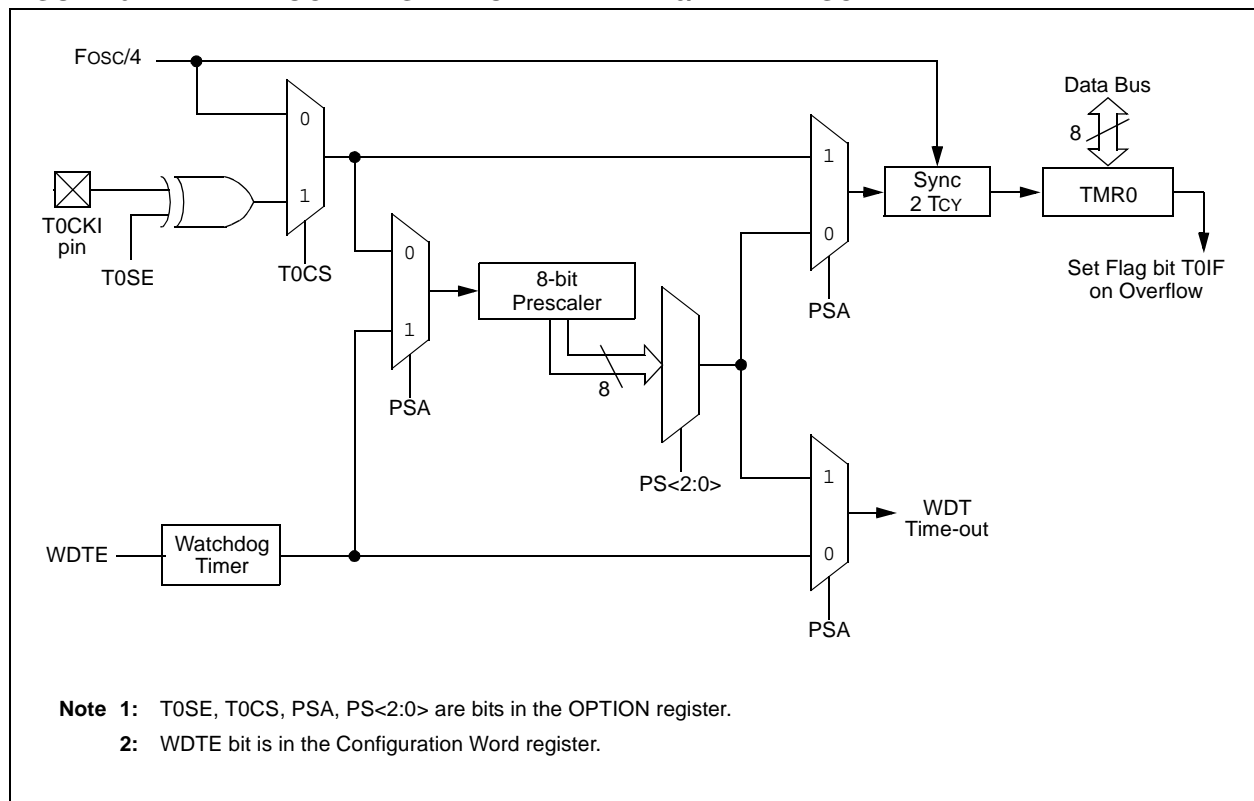 FOSC/4
Data Bus
0
1
8
Sync
2 TCY
TMR0
1
T0CKI
pin
T0SE
T0CS
0
8-bit
Prescaler
0
PSA
Set Flag bit T0IF
on Overflow
1
8
PSA
PS<2:0>
1
WDT
Time-out
WDTE
Watchdog
Timer
0
PSA
Note 1: T0SE, T0CS, PSA, PS<2:0> are bits in the OPTION register.
2: WDTE bit is in the Configuration Word register.